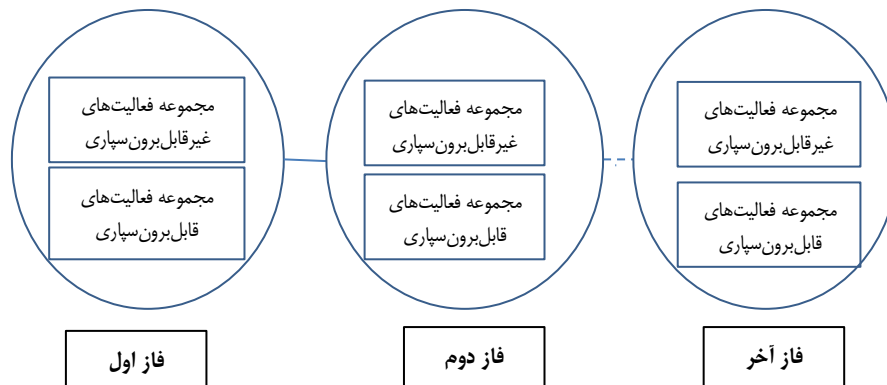 مجموعه فعالیت‌های
غیرقابل‌برون‌سپاری
مجموعه فعالیت‌های
قابل‌برون‌سپاری
فاز اول
مجموعه فعالیت‌های
غیرقابل‌برون‌سپاری
مجموعه فعالیت‌های
قابل‌برون‌سپاری
فاز دوم
مجموعه فعالیت‌های
غیرقابل‌برون‌سپاری
مجموعه فعالیت‌های
قابل‌برون‌سپاری
فاز آخر